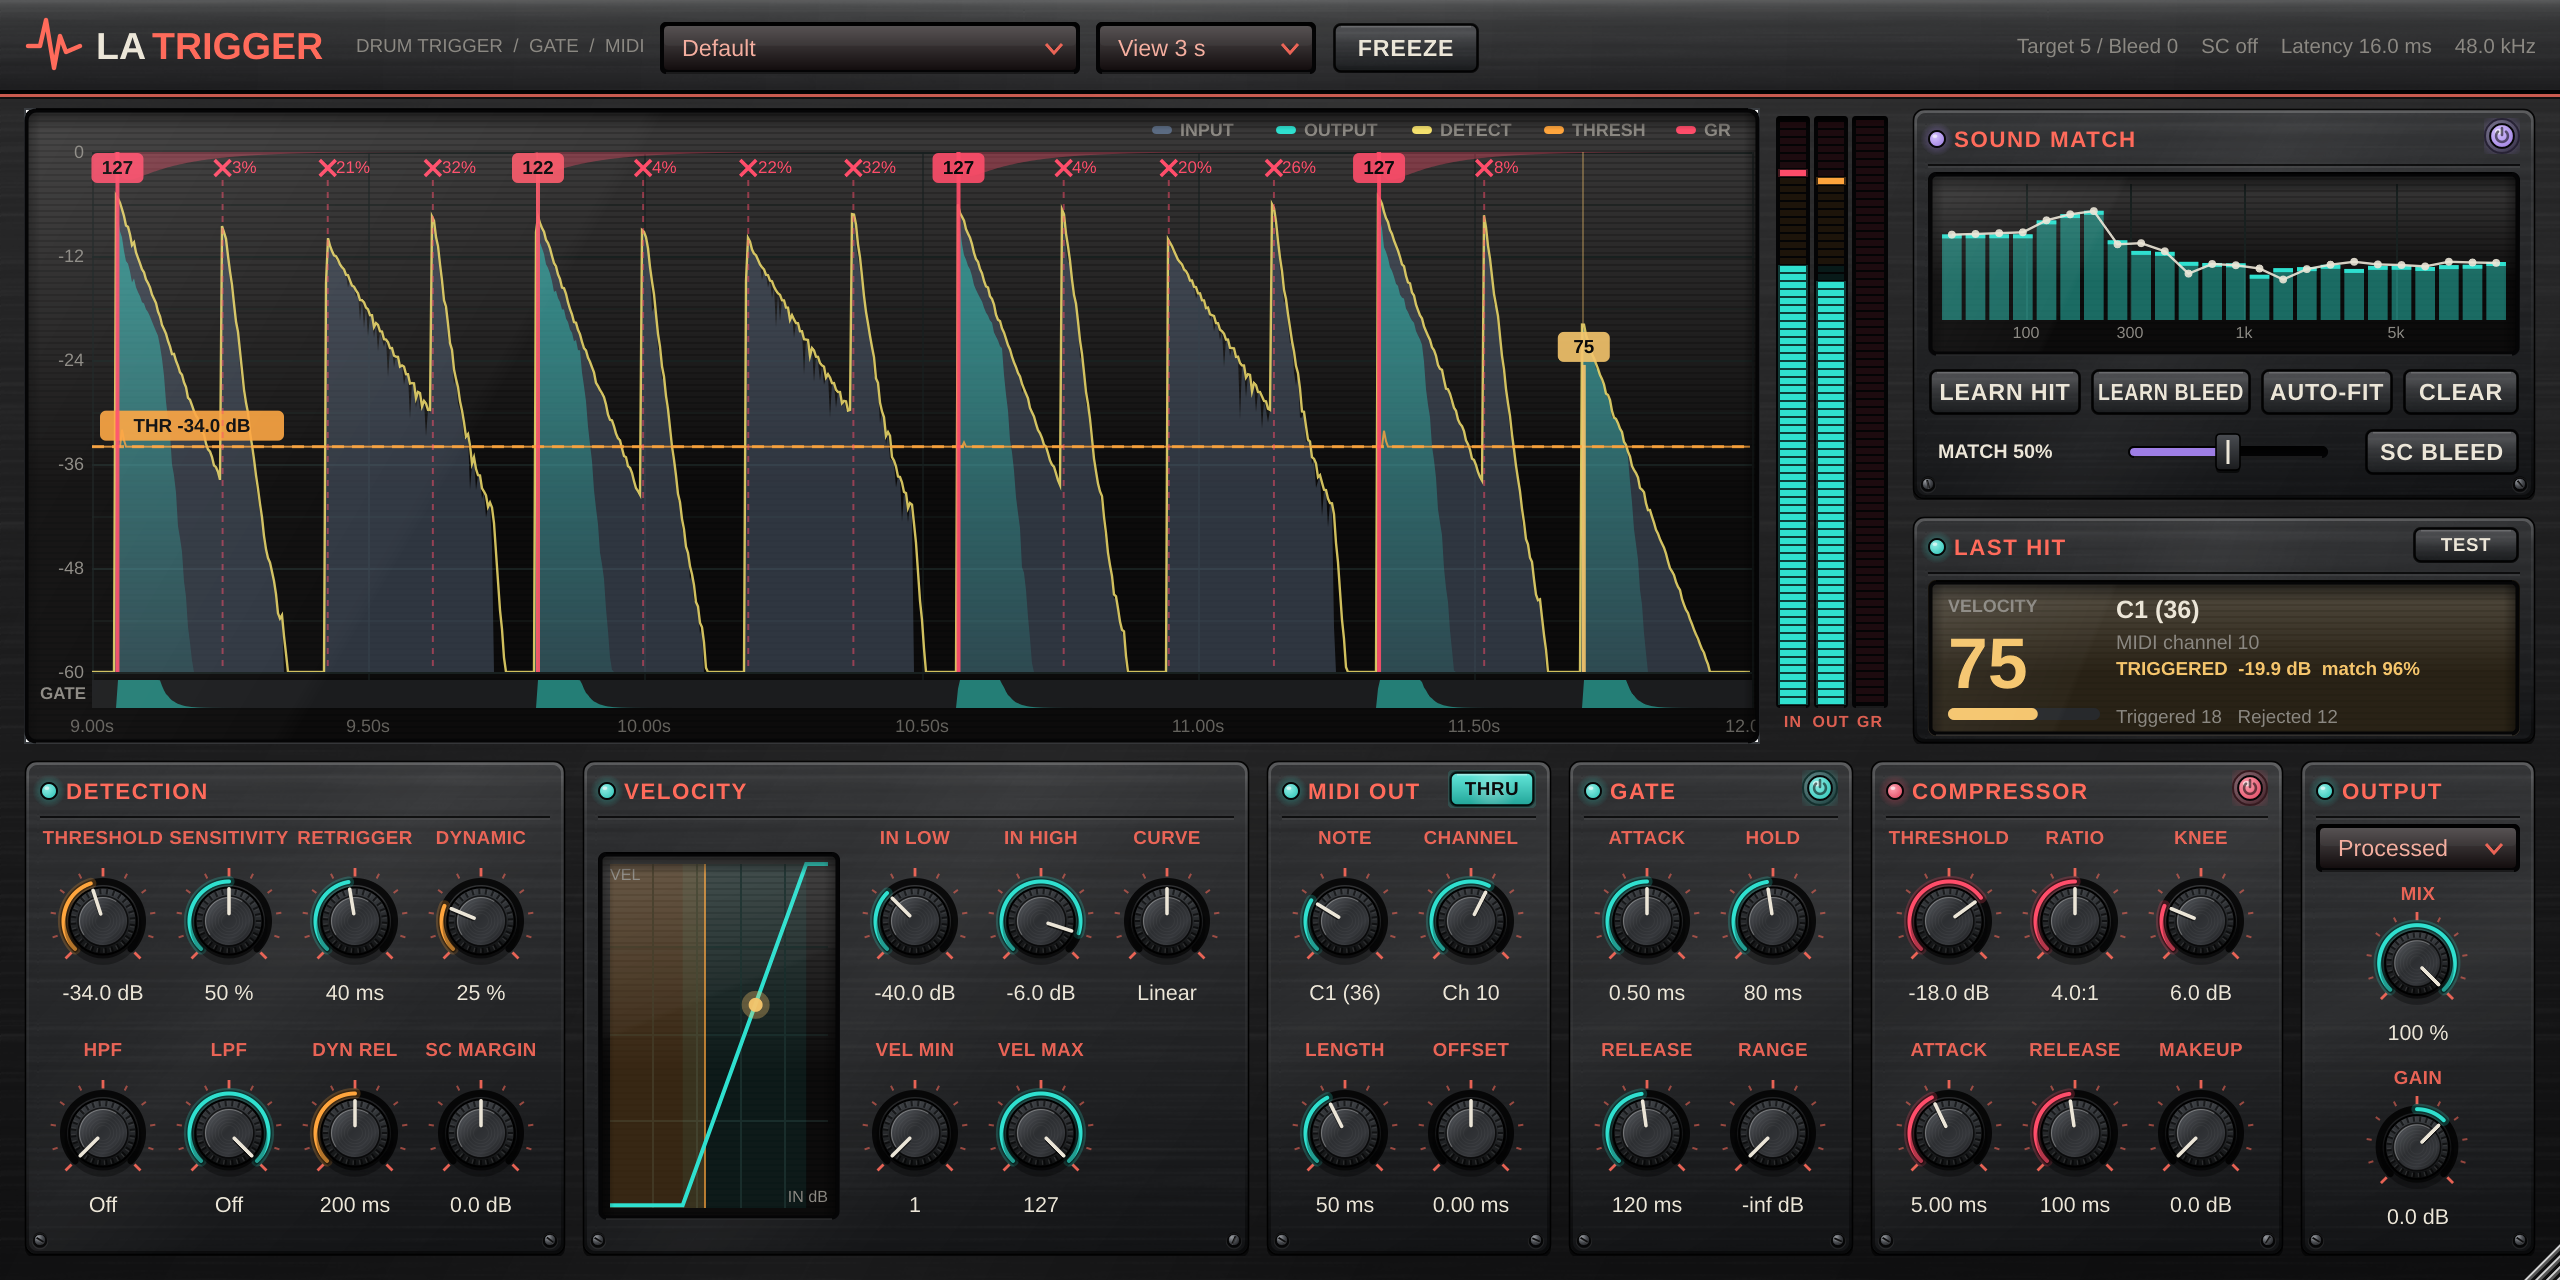 LA TRIGGER DRUM TRIGGER / GATE / MIDI Default View 3 s FREEZE Target 5 / Bleed 0 SC off Latency 16.0 ms 48.0 kHz
INPUT OUTPUT DETECT THRESH GR
0 127 3% 21% 32% 122 4% 22% 32% 127 4% 20% 26% 127 8%
-12
-24
75
THR -34.0 dB
-36
-48
-60
GATE
9.00s 9.50s 10.00s 10.50s 11.00s 11.50s 12.0
IN OUT GR
SOUND MATCH
100 300 1k 5k
LEARN HIT LEARN BLEED AUTO-FIT CLEAR
MATCH 50% SC BLEED
LAST HIT TEST
VELOCITY C1 (36)
75 MIDI channel 10
TRIGGERED -19.9 dB match 96%
Triggered 18 Rejected 12
DETECTION
THRESHOLD SENSITIVITY RETRIGGER DYNAMIC
-34.0 dB 50 % 40 ms 25 %
HPF LPF DYN REL SC MARGIN
Off Off 200 ms 0.0 dB
VELOCITY
VEL
IN dB
IN LOW IN HIGH CURVE
-40.0 dB -6.0 dB Linear
VEL MIN VEL MAX
1 127
MIDI OUT THRU
NOTE CHANNEL
C1 (36) Ch 10
LENGTH OFFSET
50 ms 0.00 ms
GATE
ATTACK HOLD
0.50 ms 80 ms
RELEASE RANGE
120 ms -inf dB
COMPRESSOR
THRESHOLD RATIO KNEE
-18.0 dB 4.0:1 6.0 dB
ATTACK RELEASE MAKEUP
5.00 ms 100 ms 0.0 dB
OUTPUT
Processed
MIX
100 %
GAIN
0.0 dB